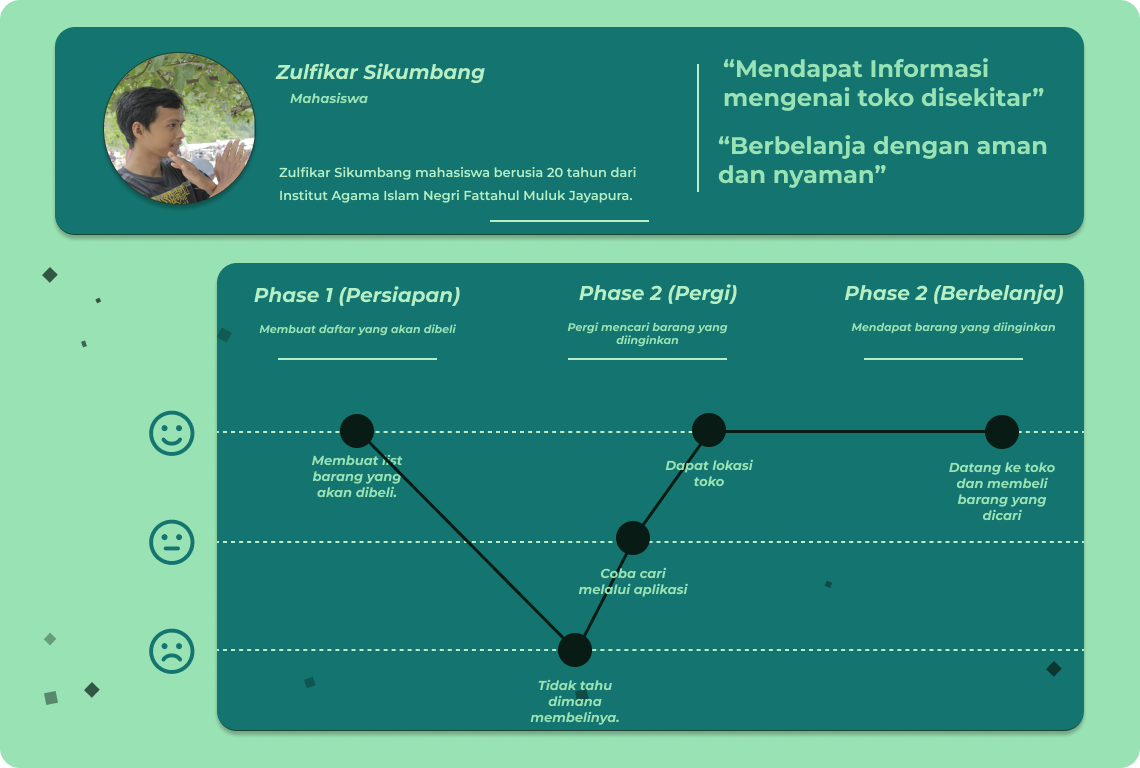 Zulfikar Sikumbang
Mahasiswa
Zulfikar Sikumbang mahasiswa berusia 20 tahun dari
Institut Agama Islam Negri Fattahul Muluk Jayapura.
“Mendapat Informasi
mengenai toko disekitar”
“Berbelanja dengan aman
dan nyaman”
Phase 1 (Persiapan)
Membuat daftar yang akan dibeli
Phase 2 (Pergi)
Pergi mencari barang yang
diinginkan
Phase 2 (Berbelanja)
Mendapat barang yang diinginkan
Membuat list
barang yang
akan dibeli.
Dapat lokasi
toko
Datang ke toko
dan membeli
barang yang
dicari
Coba cari
melalui aplikasi
Tidak tahu
dimana
membelinya.